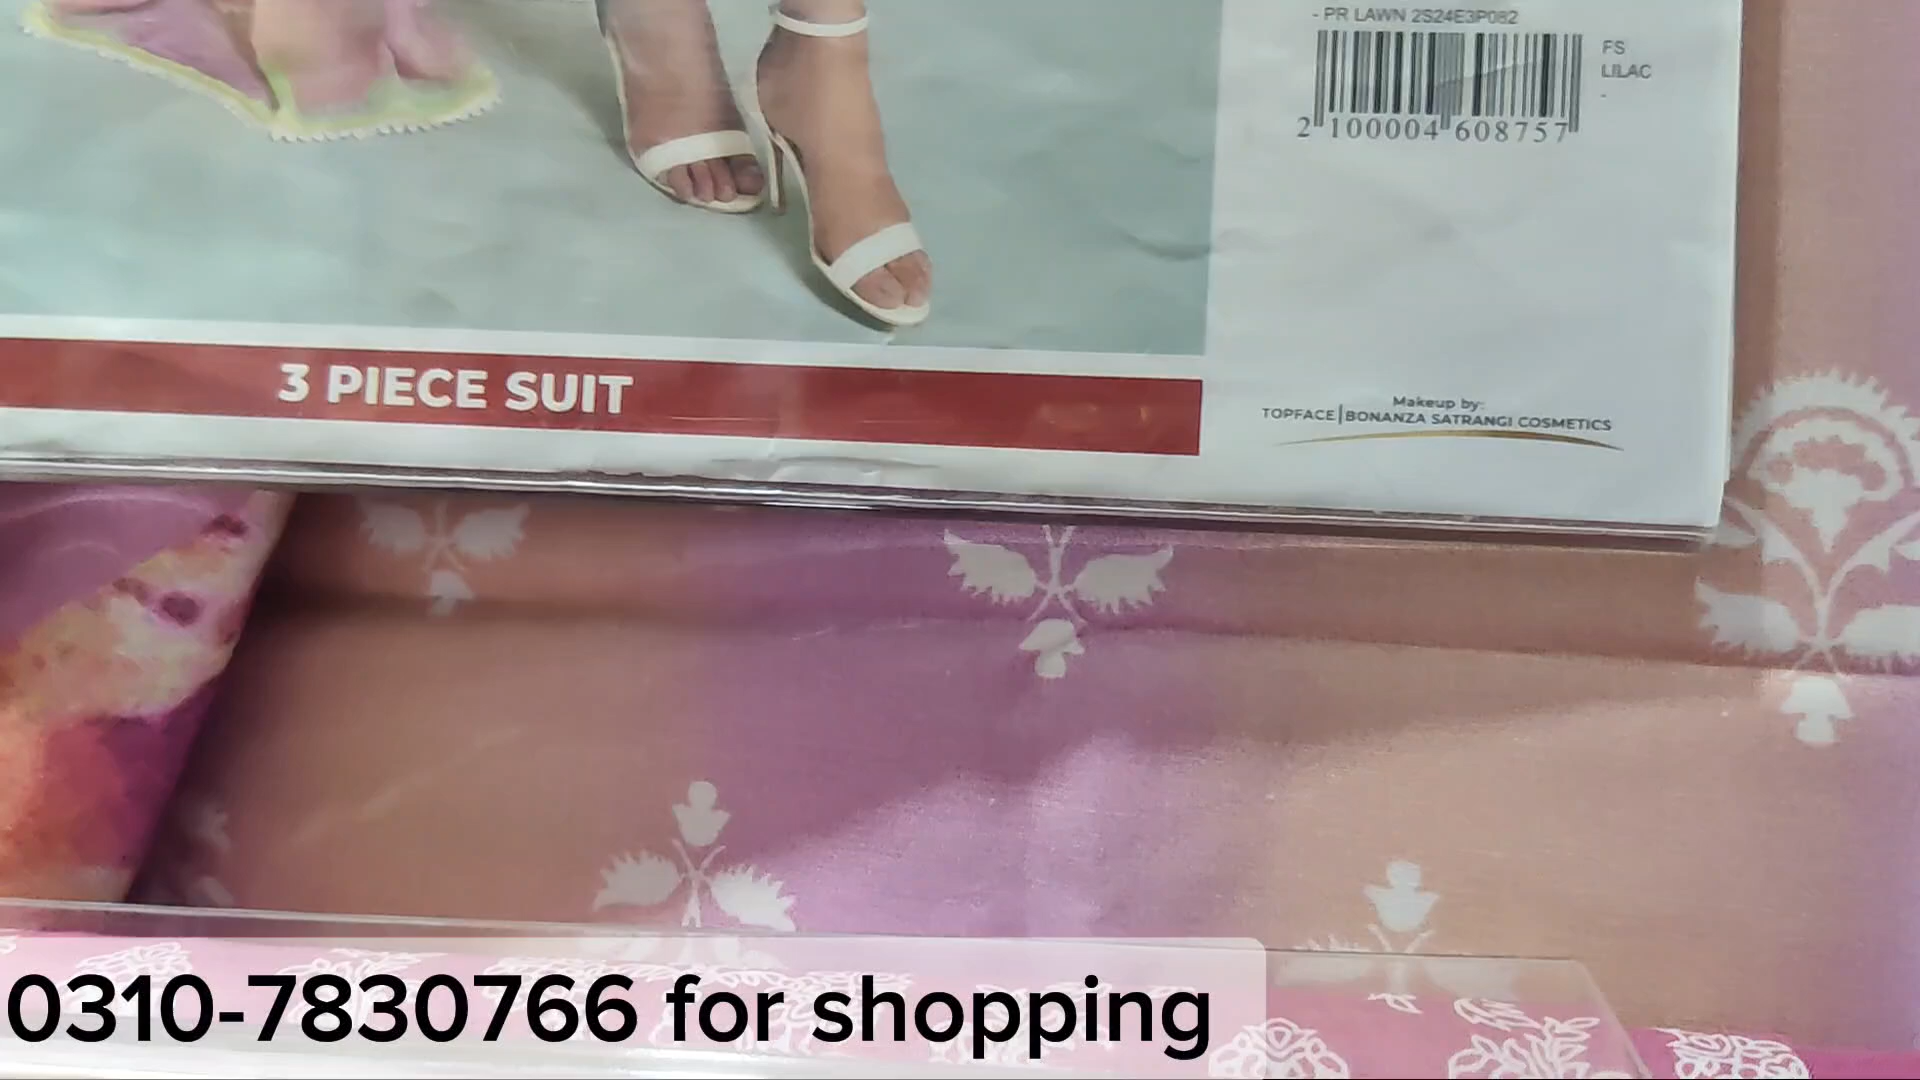 - PR LAWN 2S24E3P082
FS
LILAC
-
2 100004 608757
3 PIECE SUIT
Makeup by:
TOPFACE|BONANZA SATRANGI COSMETICS
0310-7830766 for shopping